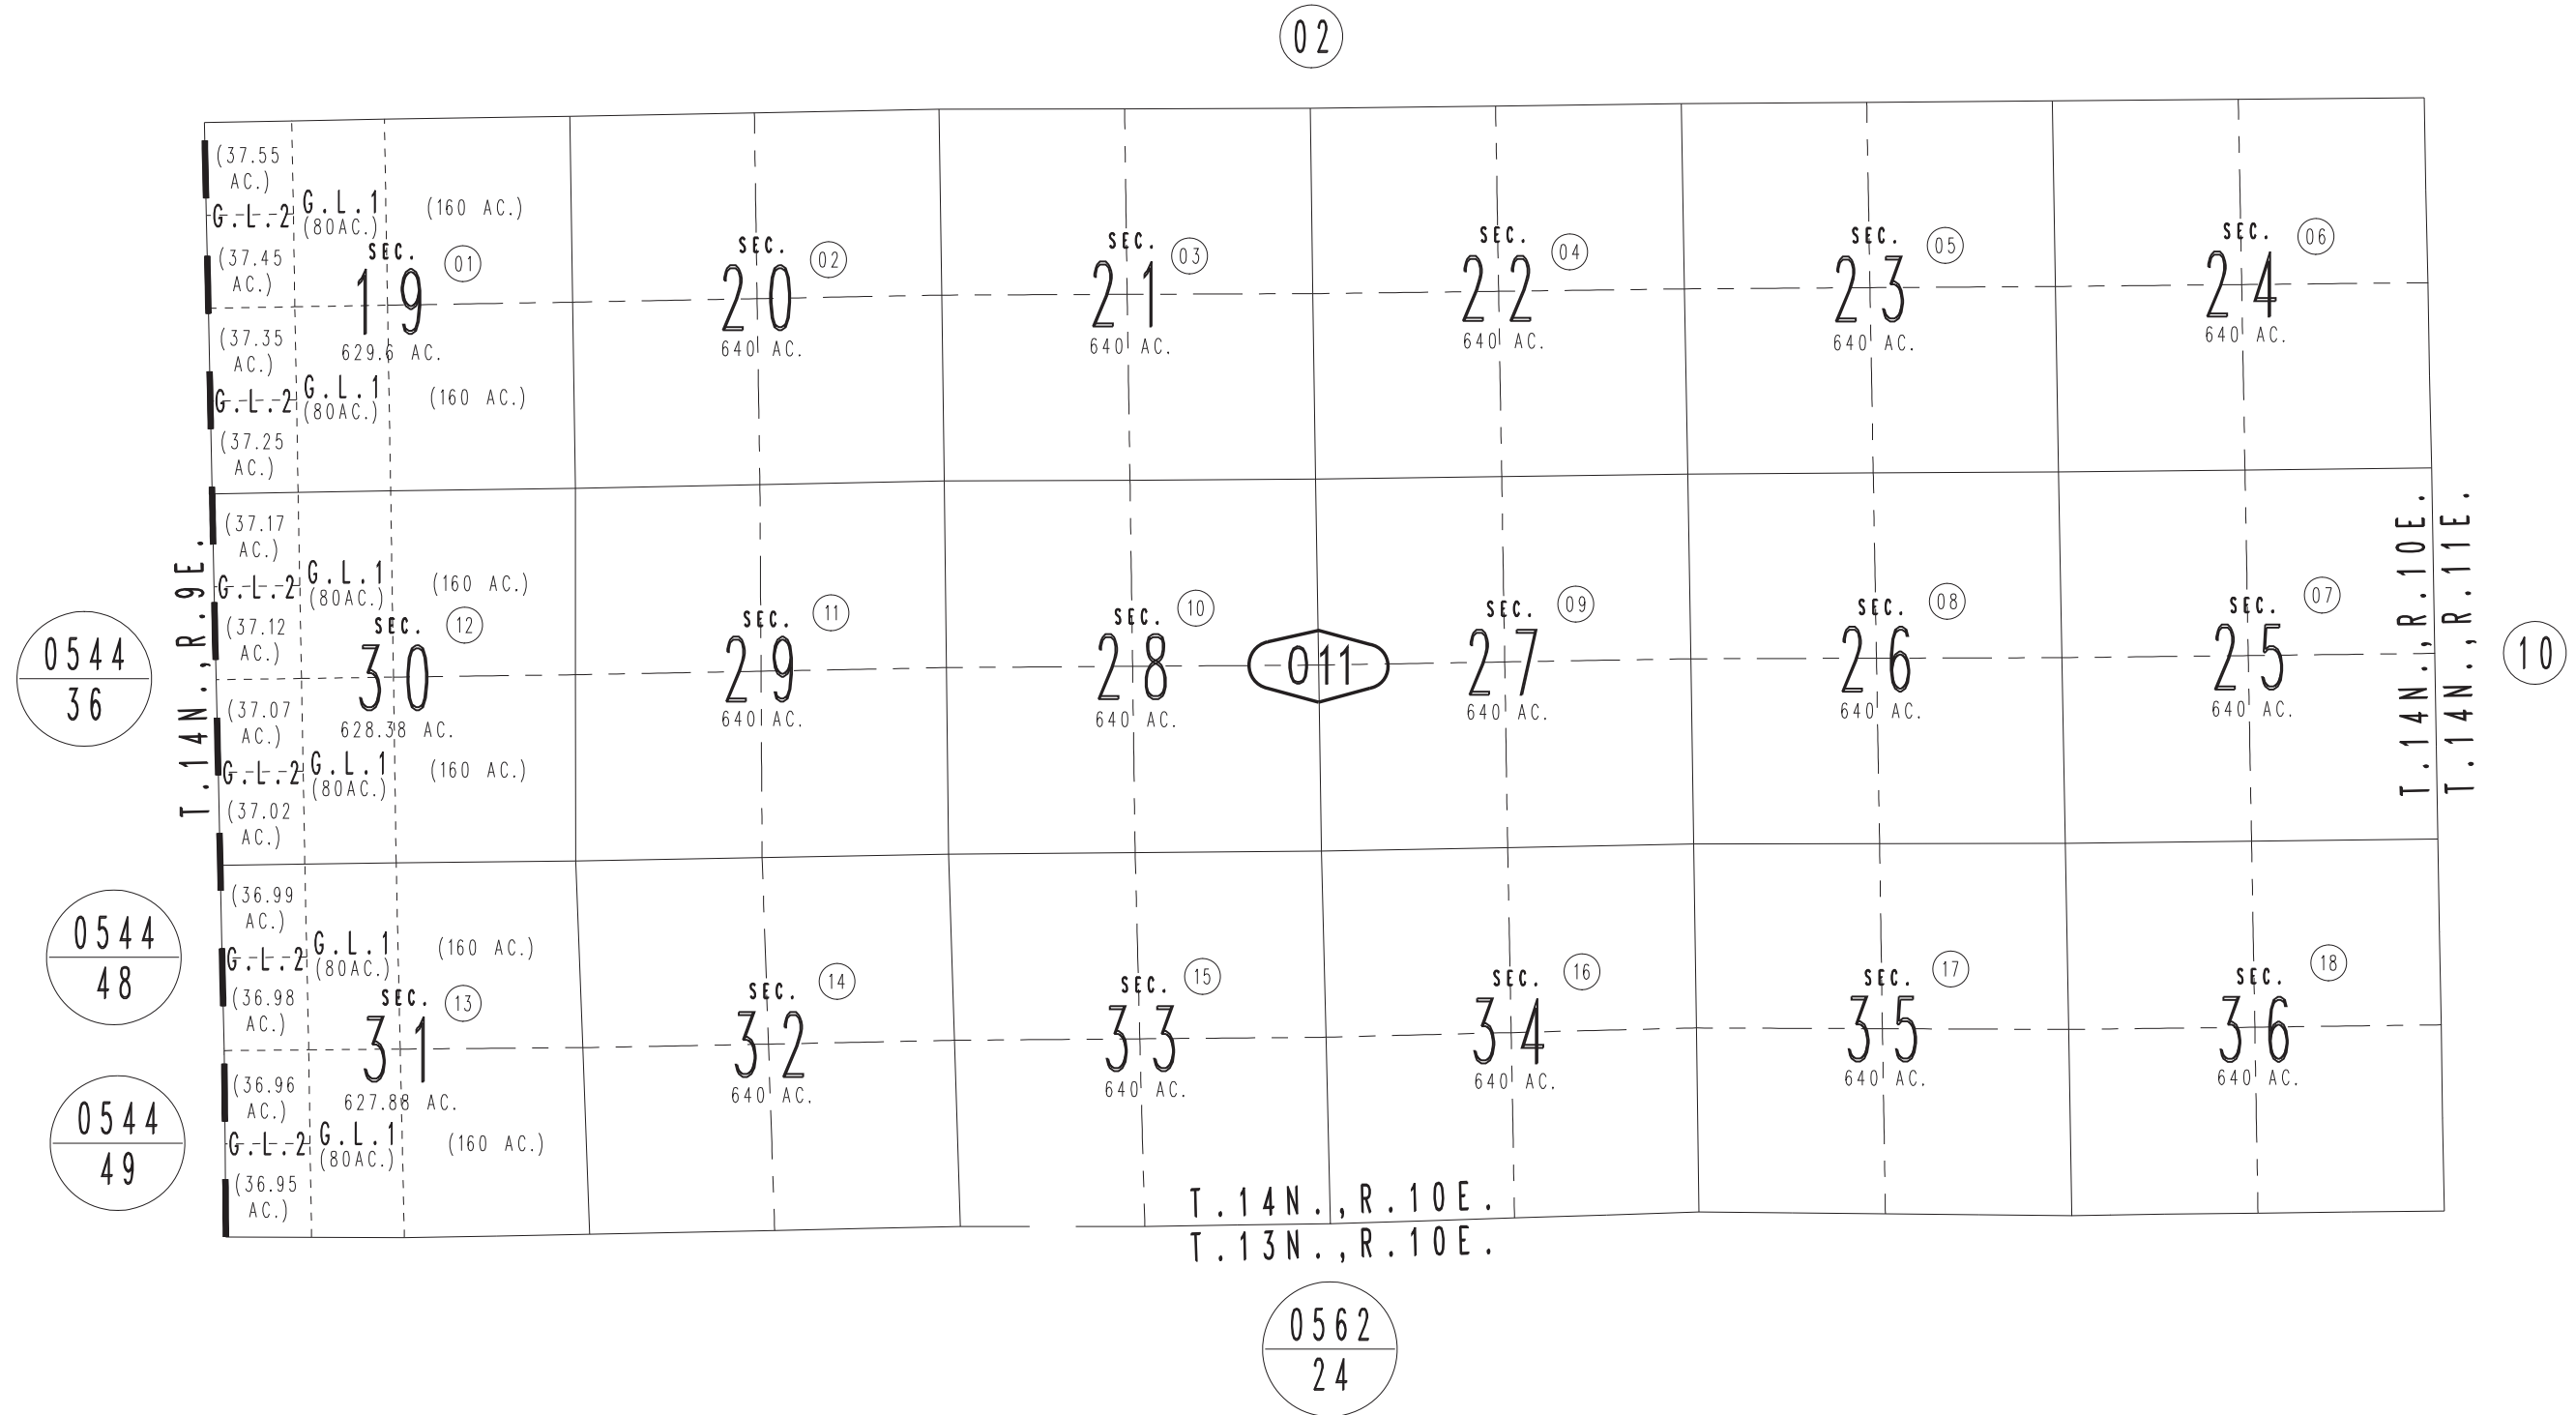 02
(37.55
AC.)
G.L.2
G.L.1
(80AC.)
(160 AC.)
(37.45
AC.)
SEC.
19
01
629.6 AC.
(37.35
AC.)
G.L.2
G.L.1
(80AC.)
(160 AC.)
(37.25
AC.)
SEC.
20
02
640 AC.
SEC.
21
03
640 AC.
SEC.
22
04
640 AC.
SEC.
23
05
640 AC.
SEC.
24
06
640 AC.
T.14N.,R.9E.
0544
36
(37.17
AC.)
G.L.2
G.L.1
(80AC.)
(160 AC.)
(37.12
AC.)
SEC.
30
12
628.38 AC.
(37.07
AC.)
G.L.2
G.L.1
(80AC.)
(160 AC.)
(37.02
AC.)
SEC.
29
11
640 AC.
SEC.
28
10
640 AC.
011
SEC.
27
09
640 AC.
SEC.
26
08
640 AC.
SEC.
25
07
640 AC.
T.14N.,R.10E.
T.14N.,R.11E.
10
0544
48
0544
49
(36.99
AC.)
G.L.2
G.L.1
(80AC.)
(160 AC.)
(36.98
AC.)
SEC.
31
13
627.88 AC.
(36.96
AC.)
G.L.2
G.L.1
(80AC.)
(160 AC.)
(36.95
AC.)
SEC.
32
14
640 AC.
SEC.
33
15
640 AC.
SEC.
34
16
640 AC.
SEC.
35
17
640 AC.
SEC.
36
18
640 AC.
T.14N.,R.10E.
T.13N.,R.10E.
0562
24